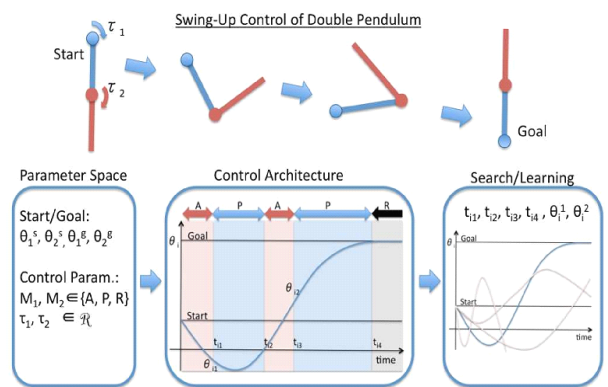 Swing-Up Control of Double Pendulum
τ1
Start
τ2
Goal
Parameter Space
Control Architecture
Search/Learning
Start/Goal:
θ1ˢ, θ2ˢ, θ1ᵍ, θ2ᵍ
Control Param.:
M1, M2 ∈ {A, P, R}
τ1, τ2 ∈ ℜ
A P A P R
θi
Goal
θi2
Start
ti1 ti2 ti3 ti4
θi1
time
ti1, ti2, ti3, ti4 , θi¹, θi²
θi
Goal
Start
time